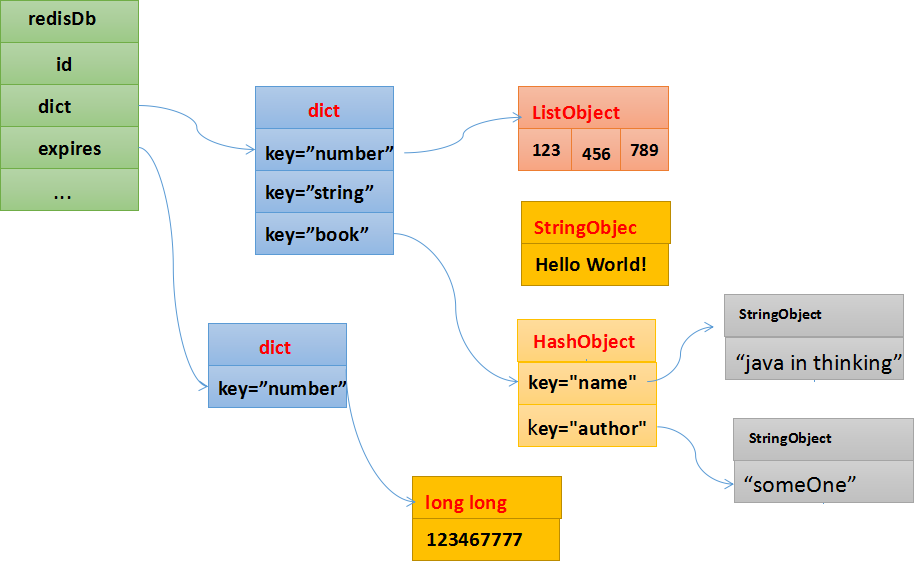 redisDb
id
dict
expires
...
dict
key=”number”
key=”string”
key=”book”
ListObject
123 456 789
StringObjec
Hello World!
HashObject
key="name"
key="author"
StringObject
“java in thinking”
StringObject
“someOne”
dict
key=”number”
long long
123467777